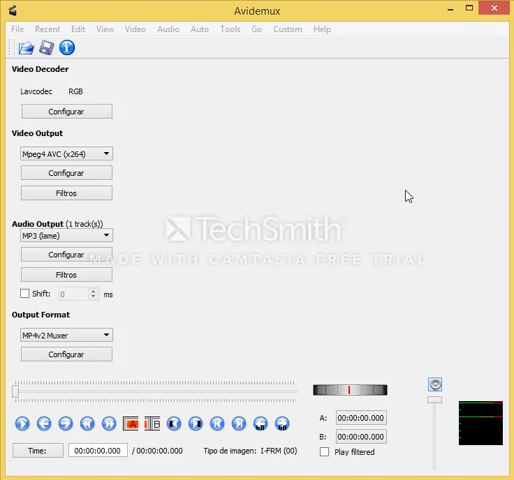 Avidemux
File Recent Edit View Video Audio Auto Tools Go Custom Help
Video Decoder
Lavcodec RGB
Configurar
Video Output
Mpeg4 AVC (x264)
Configurar
Filtros
TechSmith®
Audio Output (1 track(s))
MP3 (lame)
Configurar
MADE WITH CAMTASIA FREE TRIAL
Filtros
Shift: 0 ms
Output Format
MP4v2 Muxer
Configurar
A B
60 60
A: 00:00:00.000
B: 00:00:00.000
Time: 00:00:00.000 / 00:00:00.000 Tipo de imagen: I-FRM (00) Play filtered